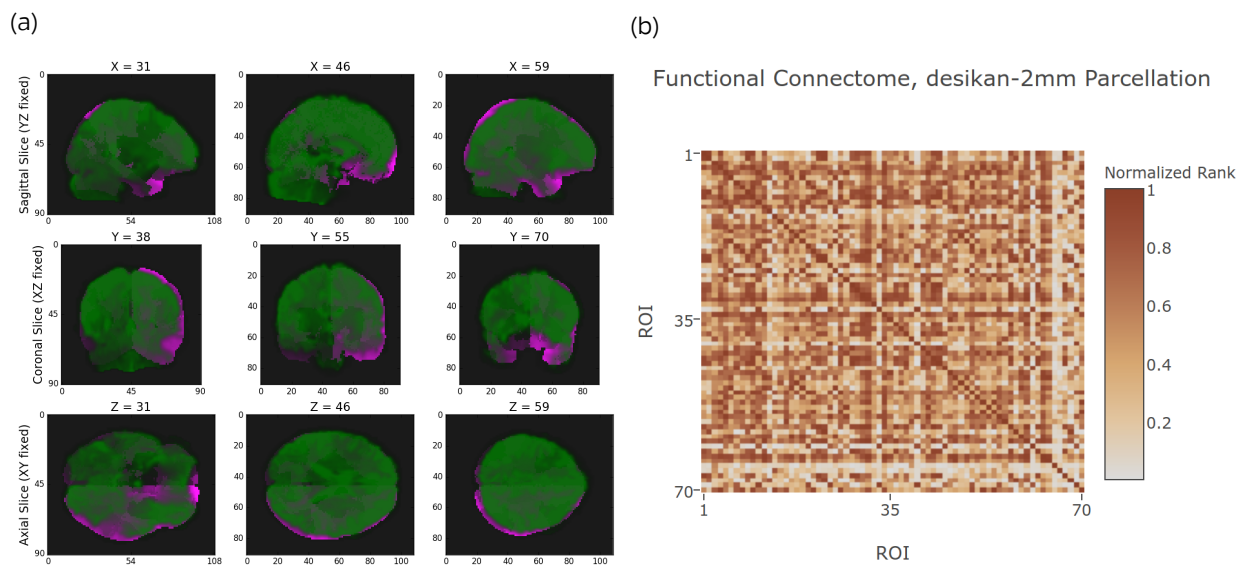 (a)
X = 31
X = 46
X = 59
Sagittal Slice (YZ fixed)
0
45
90
0 54 108
0
20
40
60
80
0 20 40 60 80 100
0
20
40
60
80
0 20 40 60 80 100
Y = 38
Y = 55
Y = 70
Coronal Slice (XZ fixed)
0
45
90
0 45 90
0
20
40
60
80
0 20 40 60 80
0
20
40
60
80
0 20 40 60 80
Z = 31
Z = 46
Z = 59
Axial Slice (XY fixed)
0
45
90
0 54 108
0
20
40
60
80
0 20 40 60 80 100
0
20
40
60
80
0 20 40 60 80 100
(b)
Functional Connectome, desikan-2mm Parcellation
ROI
1
35
70
1 35 70
ROI
Normalized Rank
1
0.8
0.6
0.4
0.2